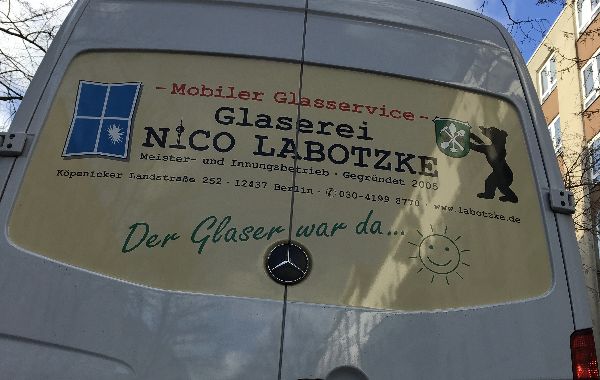 - Mobiler Glasservice -
Glaserei
NICO LABOTZKE
Meister- und Innungsbetrieb · Gegründet 2005
Köpenicker Landstraße 252 · 12437 Berlin · ✆ 030-4199 8770 · www.labotzke.de
Der Glaser war da...